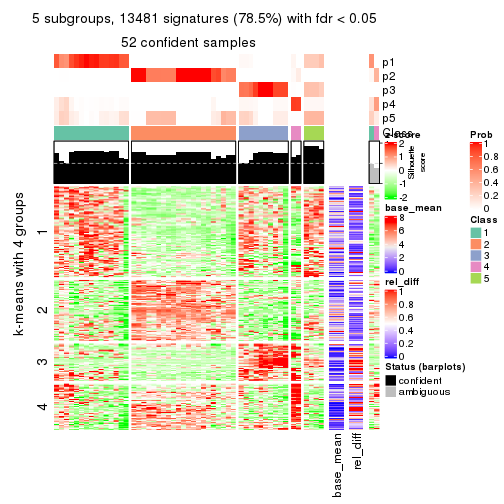 5 subgroups, 13481 signatures (78.5%) with fdr < 0.05
52 confident samples
p1
p2
p3
p4
p5
Class
z-score
2
1
0
-1
-2
Silhouette
score
k-means with 4 groups
1
2
3
4
base_mean
rel_diff
base_mean
8
6
4
2
0
rel_diff
1
0.8
0.6
0.4
0.2
0
Status (barplots)
confident
ambiguous
Prob
1
0.8
0.6
0.4
0.2
0
Class
1
2
3
4
5